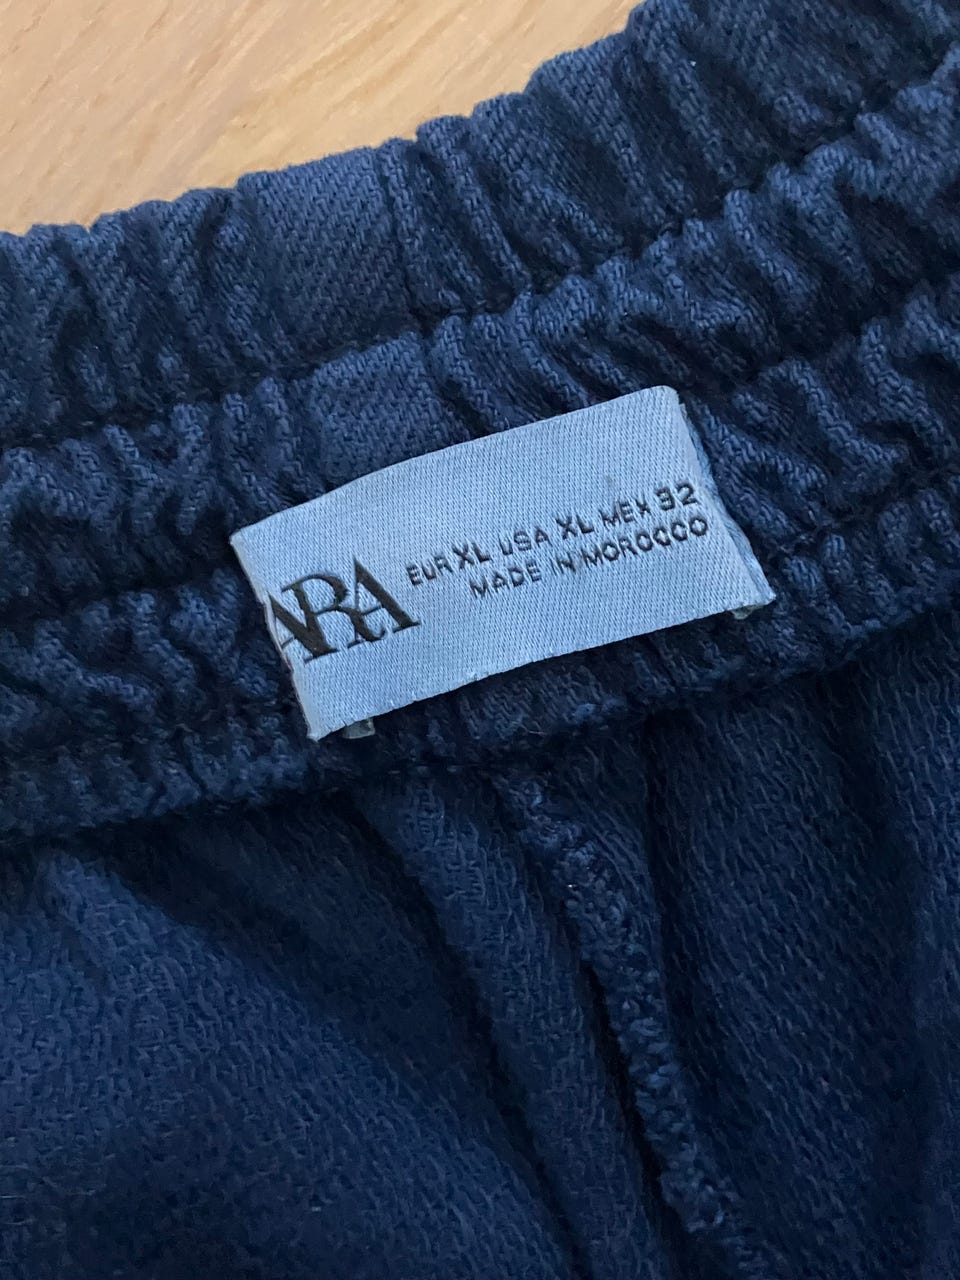 ARA
EUR XL USA XL MEX 32
MADE IN MOROCCO